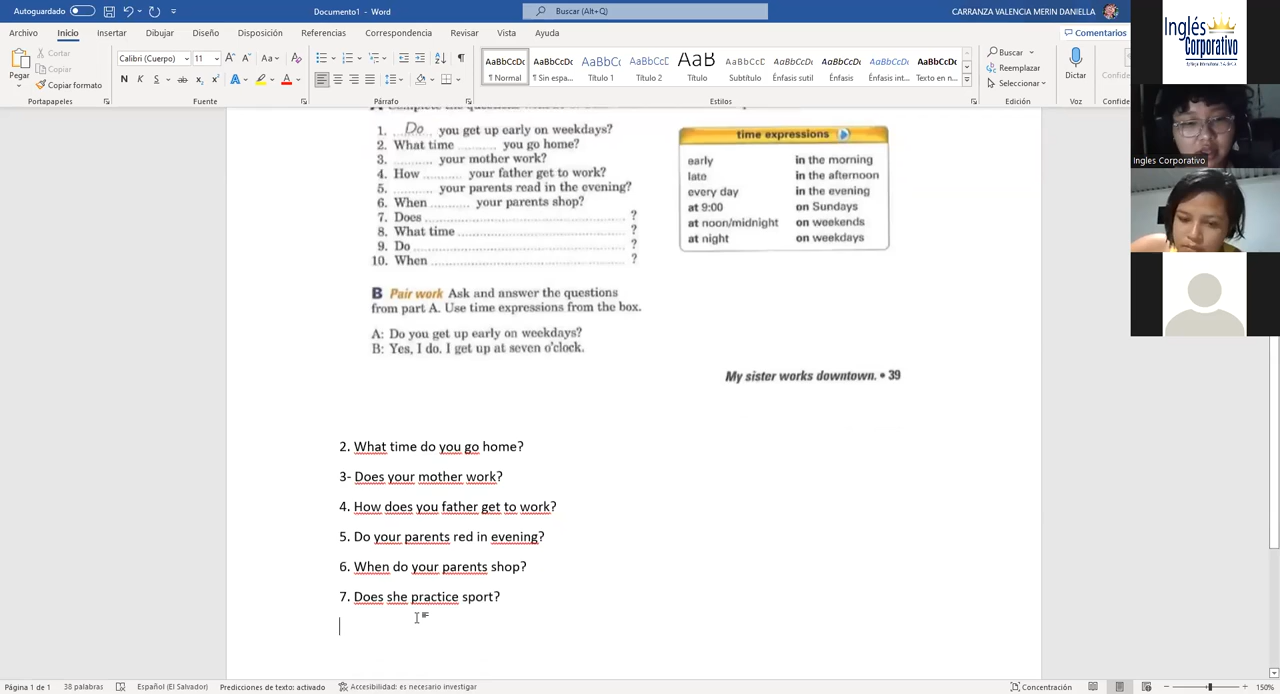 Autoguardado
Documento1 - Word
Buscar (Alt+Q)
CARRANZA VALENCIA MERIN DANIELLA
Archivo Inicio Insertar Dibujar Diseño Disposición Referencias Correspondencia Revisar Vista Ayuda
Comentarios
Pegar
Cortar
Copiar
Copiar formato
Portapapeles
Calibri (Cuerpo) 11
N K S
Fuente
Párrafo
AaBbCcDc AaBbCcDc AaBbCc AaBbCcC AaB AaBbCcC AaBbCcDc AaBbCcDc AaBbCcDc AaBbCcDc
¶ Normal ¶ Sin espa... Título 1 Título 2 Título Subtítulo Énfasis sutil Énfasis Énfasis int... Texto en n...
Estilos
Buscar
Reemplazar
Seleccionar
Edición
Dictar
Voz
Confide
Inglés
Corporativo
Ingles Corporativo
1. Do you get up early on weekdays?
2. What time ........ you go home?
3. ........ your mother work?
4. How ........ your father get to work?
5. ........ your parents read in the evening?
6. When ........ your parents shop?
7. Does ........ ?
8. What time ........ ?
9. Do ........ ?
10. When ........ ?
time expressions
early in the morning
late in the afternoon
every day in the evening
at 9:00 on Sundays
at noon/midnight on weekends
at night on weekdays
B Pair work Ask and answer the questions
from part A. Use time expressions from the box.
A: Do you get up early on weekdays?
B: Yes, I do. I get up at seven o'clock.
My sister works downtown. • 39
2. What time do you go home?
3- Does your mother work?
4. How does you father get to work?
5. Do your parents red in evening?
6. When do your parents shop?
7. Does she practice sport?
Página 1 de 1 38 palabras Español (El Salvador) Predicciones de texto: activado Accesibilidad: es necesario investigar
Concentración
150%